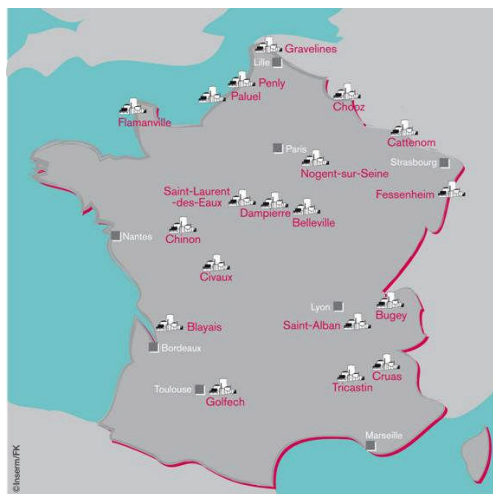 Gravelines
Lille
Penly
Paluel
Chooz
Flamanville
Cattenom
Paris
Strasbourg
Nogent-sur-Seine
Fessenheim
Saint-Laurent
-des-Eaux
Dampierre
Belleville
Chinon
Nantes
Civaux
Lyon
Bugey
Saint-Alban
Blayais
Bordeaux
Cruas
Tricastin
Toulouse
Golfech
Marseille
©Inserm/FK